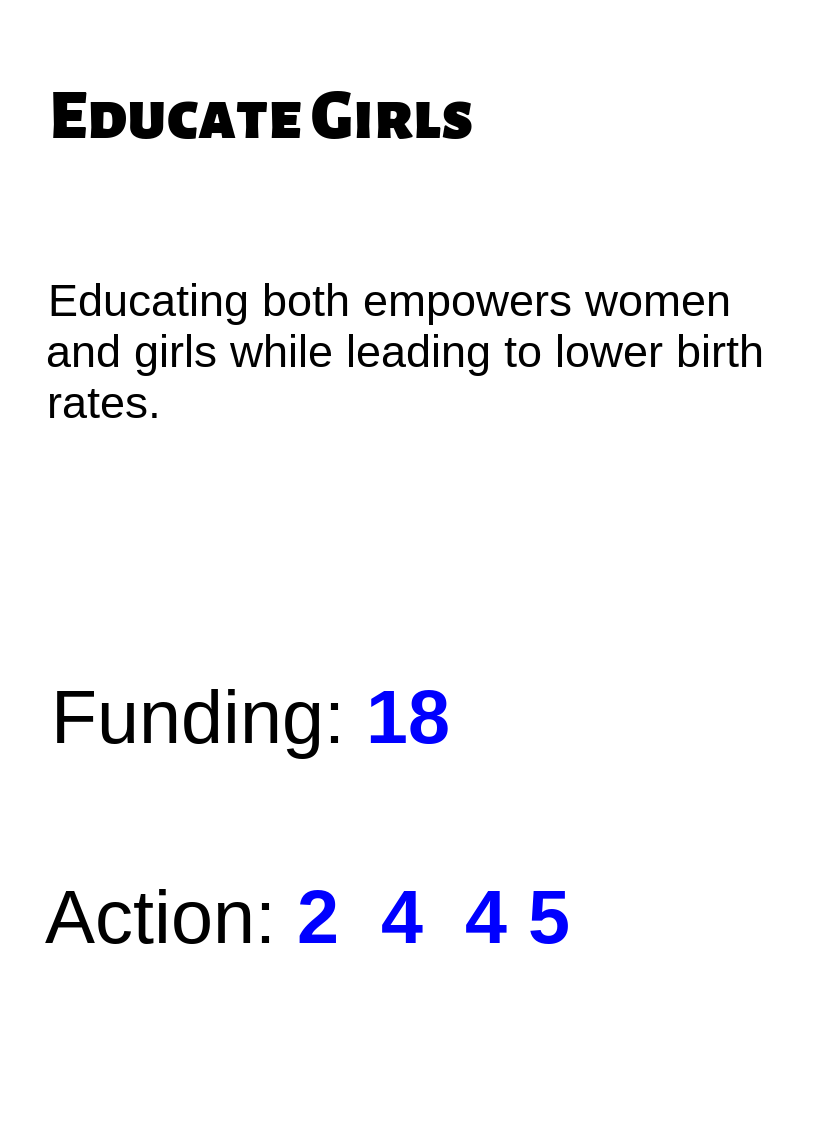 Educate Girls
Educating both empowers women
and girls while leading to lower birth
rates.
Funding: 18
Action: 2 4 4 5